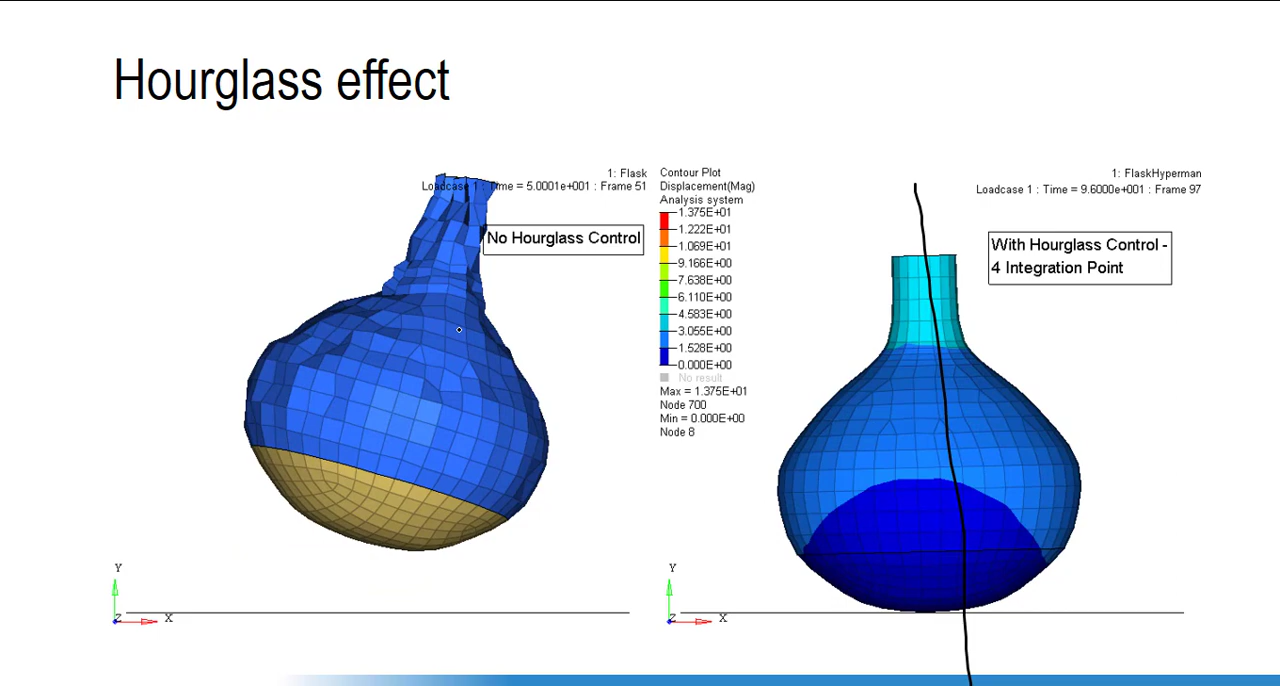 Hourglass effect
1: Flask
Loadcase 1 : Time = 5.0001e+001 : Frame 51
No Hourglass Control
Contour Plot
Displacement(Mag)
Analysis system
1.375E+01
1.222E+01
1.069E+01
9.166E+00
7.638E+00
6.110E+00
4.583E+00
3.055E+00
1.528E+00
0.000E+00
No result
Max = 1.375E+01
Node 700
Min = 0.000E+00
Node 8
1: FlaskHyperman
Loadcase 1 : Time = 9.6000e+001 : Frame 97
With Hourglass Control -
4 Integration Point
Y
Z X
Y
Z X